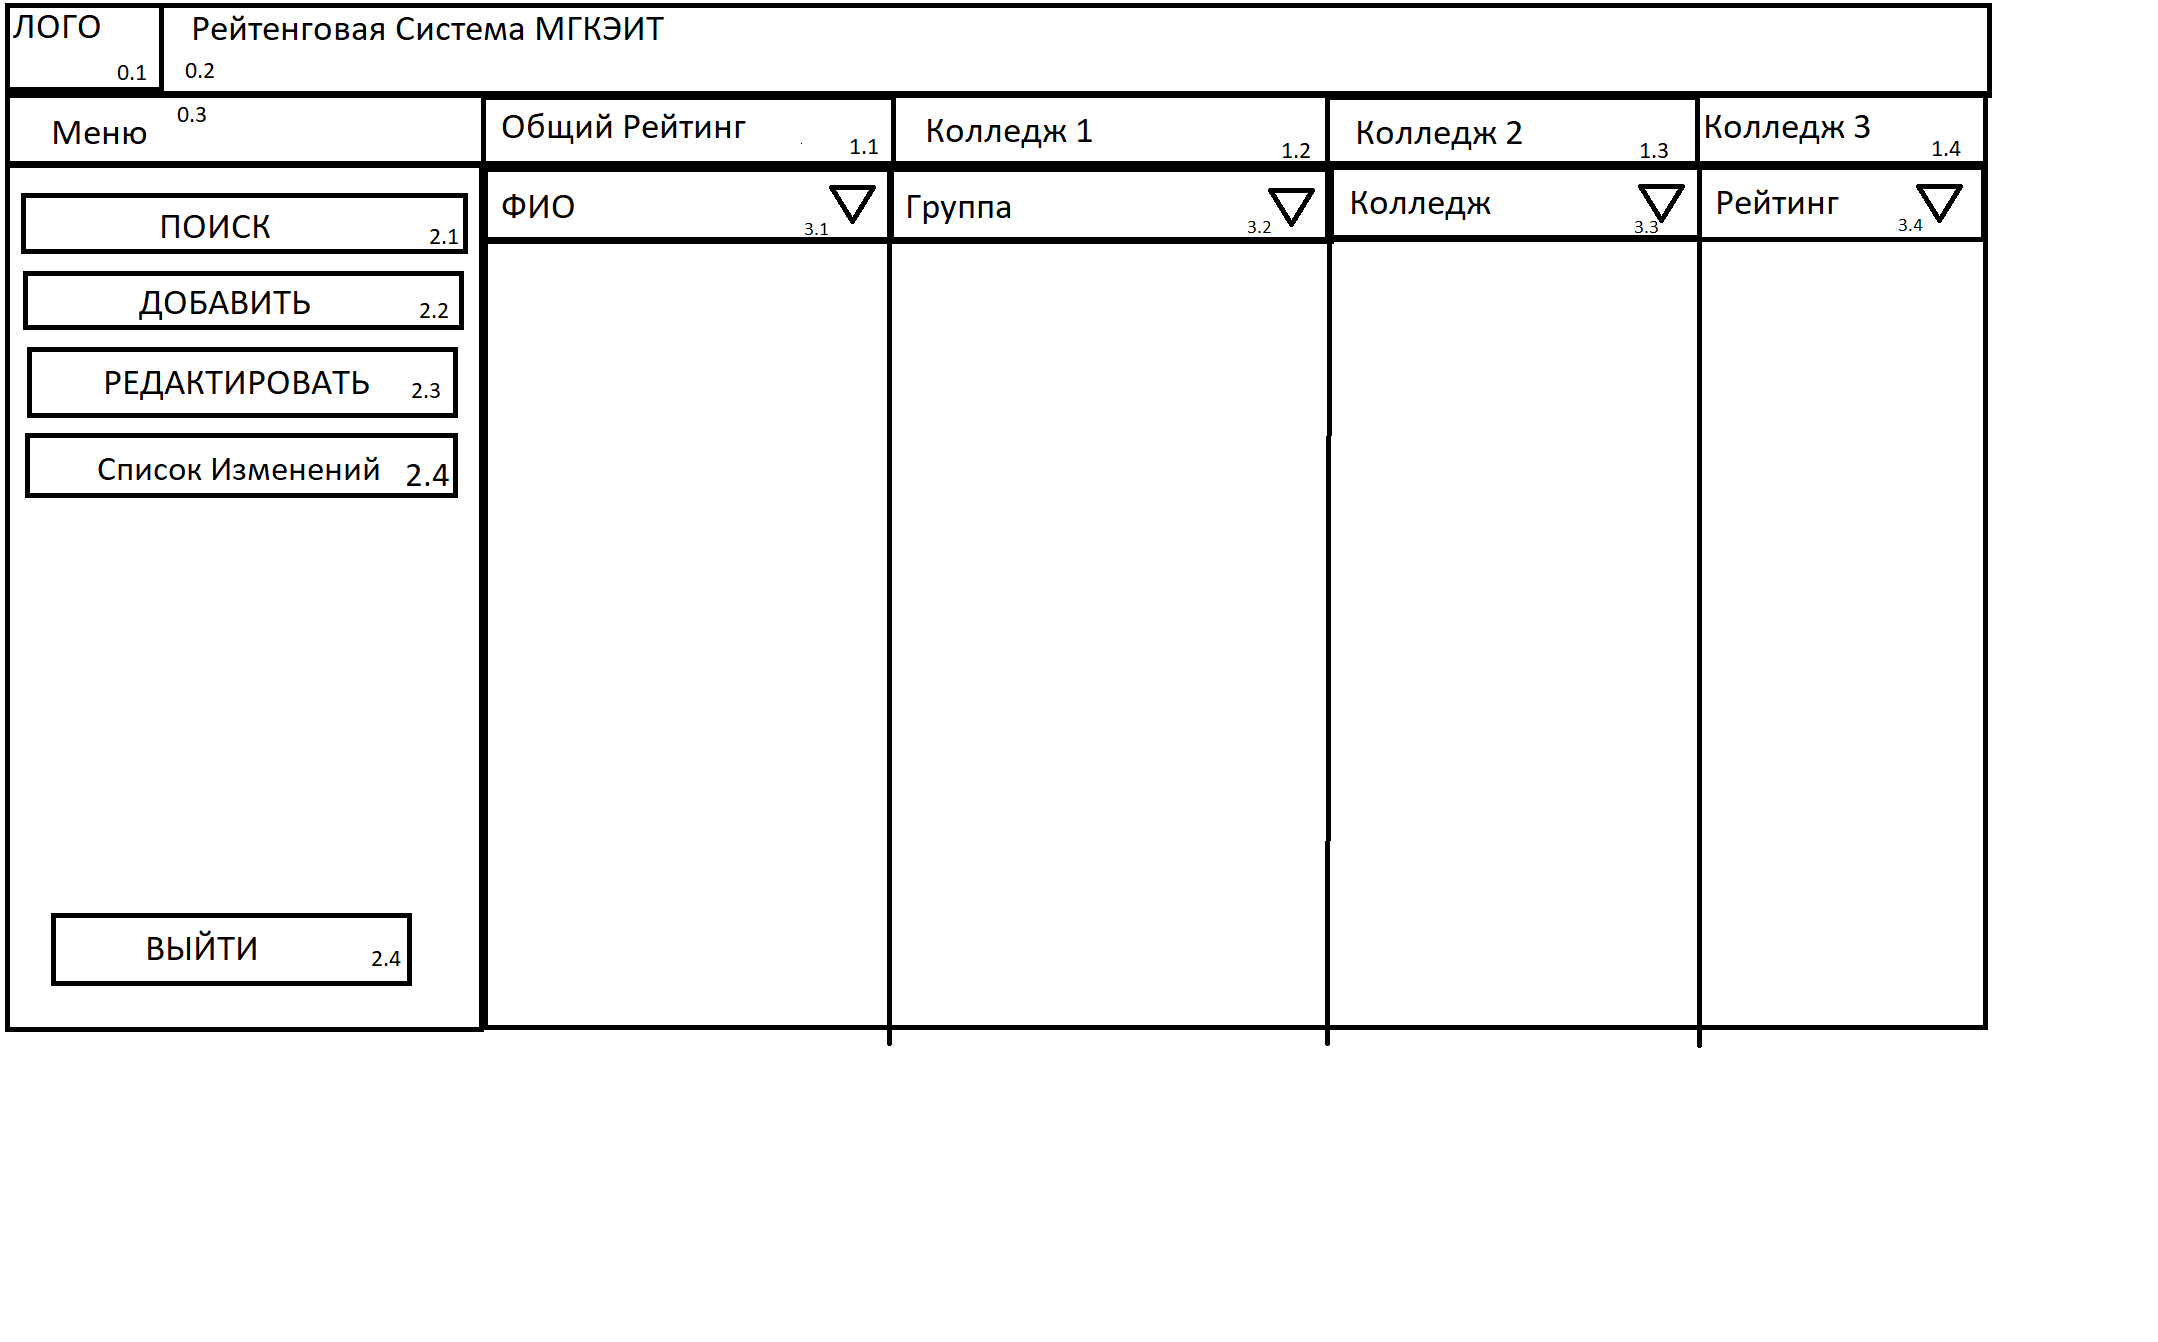 ЛОГО
0.1
Рейтенговая Система МГКЭИТ
0.2
Меню
0.3
Общий Рейтинг
1.1
Колледж 1
1.2
Колледж 2
1.3
Колледж 3
1.4
ПОИСК
2.1
ДОБАВИТЬ
2.2
РЕДАКТИРОВАТЬ
2.3
Список Изменений
2.4
ВЫЙТИ
2.4
ФИО
3.1
Группа
3.2
Колледж
3.3
Рейтинг
3.4